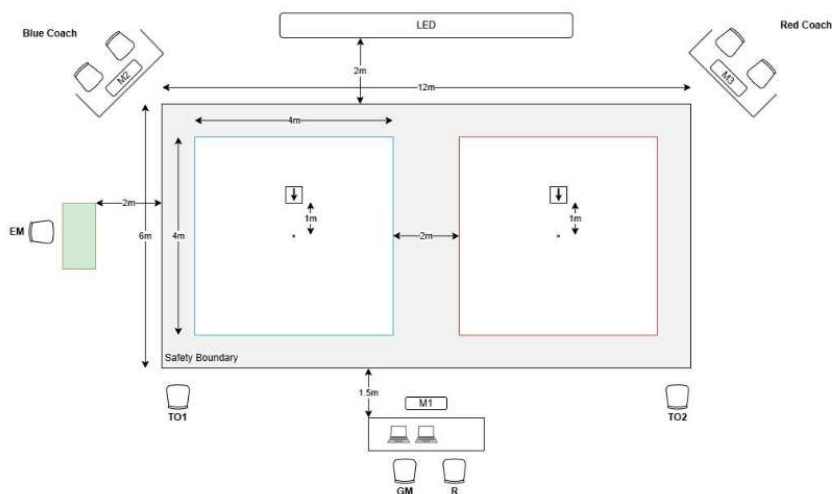 LED
Blue Coach
Red Coach
M2
M3
2m
12m
4m
2m
1m
1m
EM
6m
4m
2m
Safety Boundary
1.5m
TO1
M1
TO2
GM
R